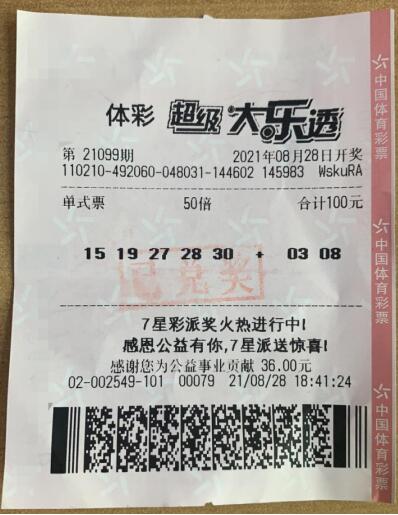 体彩 超级大乐透
第 21099期 2021年08月28日开奖
110210-492060-048031-144602 145983 WskuRA
单式票 50倍 合计100元
15 19 27 28 30 + 03 08
已兑奖
7星彩派奖火热进行中!
感恩公益有你,7星派送惊喜!
感谢您为公益事业贡献 36.00元
02-002549-101 00079 21/08/28 18:41:24
中国体育彩票
中国体育彩票
中国体育彩票